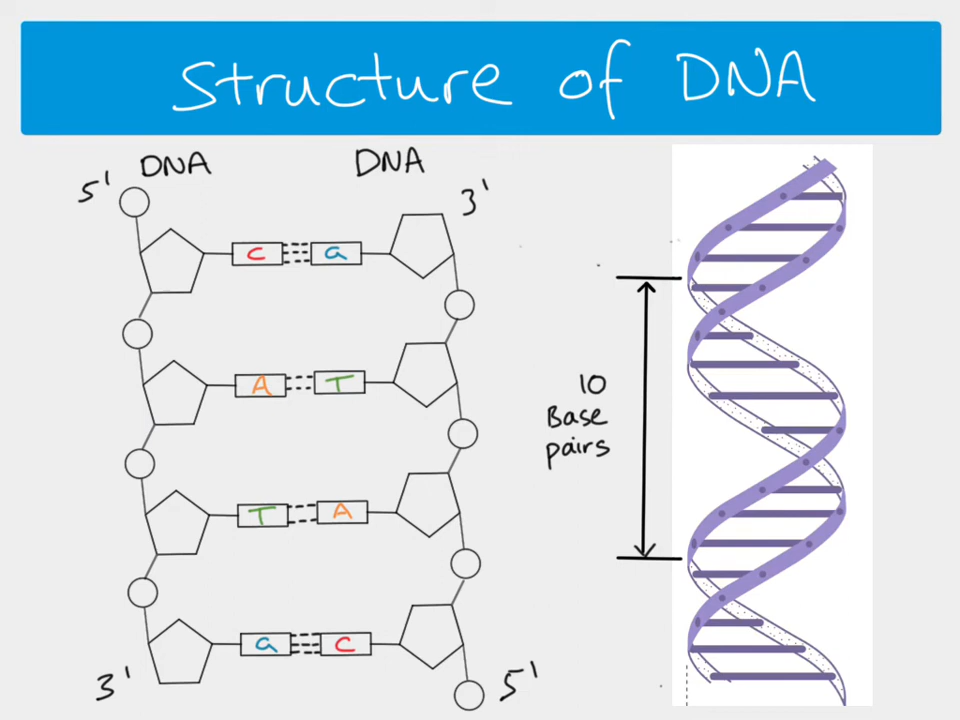 Structure of DNA
DNA DNA
5' 3'
C G
A T
T A
G C
3' 5'
10
Base
pairs